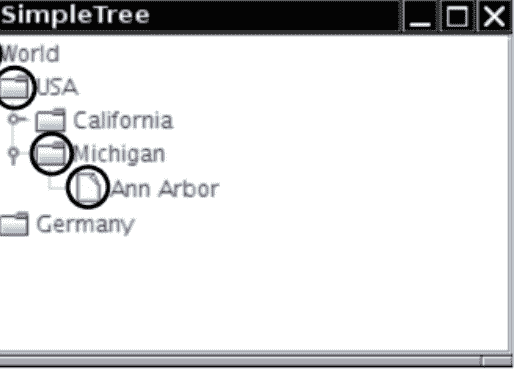 SimpleTree
World
USA
California
Michigan
Ann Arbor
Germany